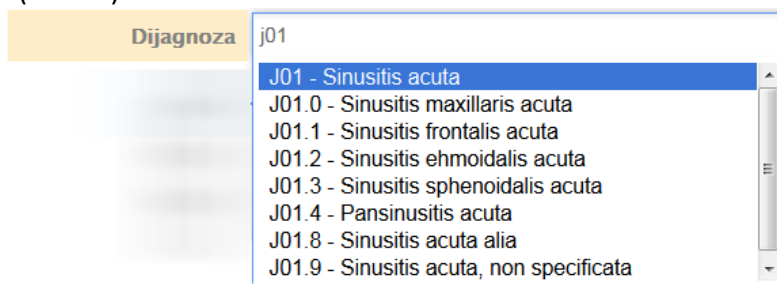 Dijagnoza j01
J01 - Sinusitis acuta
J01.0 - Sinusitis maxillaris acuta
J01.1 - Sinusitis frontalis acuta
J01.2 - Sinusitis ehmoidalis acuta
J01.3 - Sinusitis sphenoidalis acuta
J01.4 - Pansinusitis acuta
J01.8 - Sinusitis acuta alia
J01.9 - Sinusitis acuta, non specificata